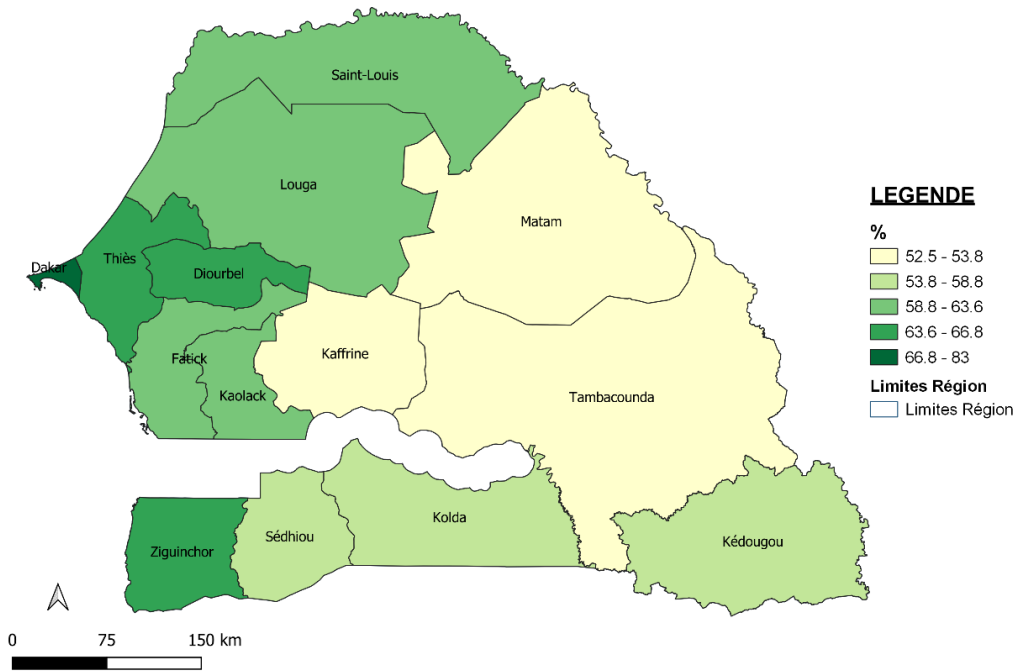 Saint-Louis
Louga
Matam
Thiès
Dakar
Diourbel
Fatick
Kaffrine
Kaolack
Tambacounda
Kolda
Sédhiou
Ziguinchor
Kédougou
LEGENDE
%
52.5 - 53.8
53.8 - 58.8
58.8 - 63.6
63.6 - 66.8
66.8 - 83
Limites Région
Limites Région
0 75 150 km